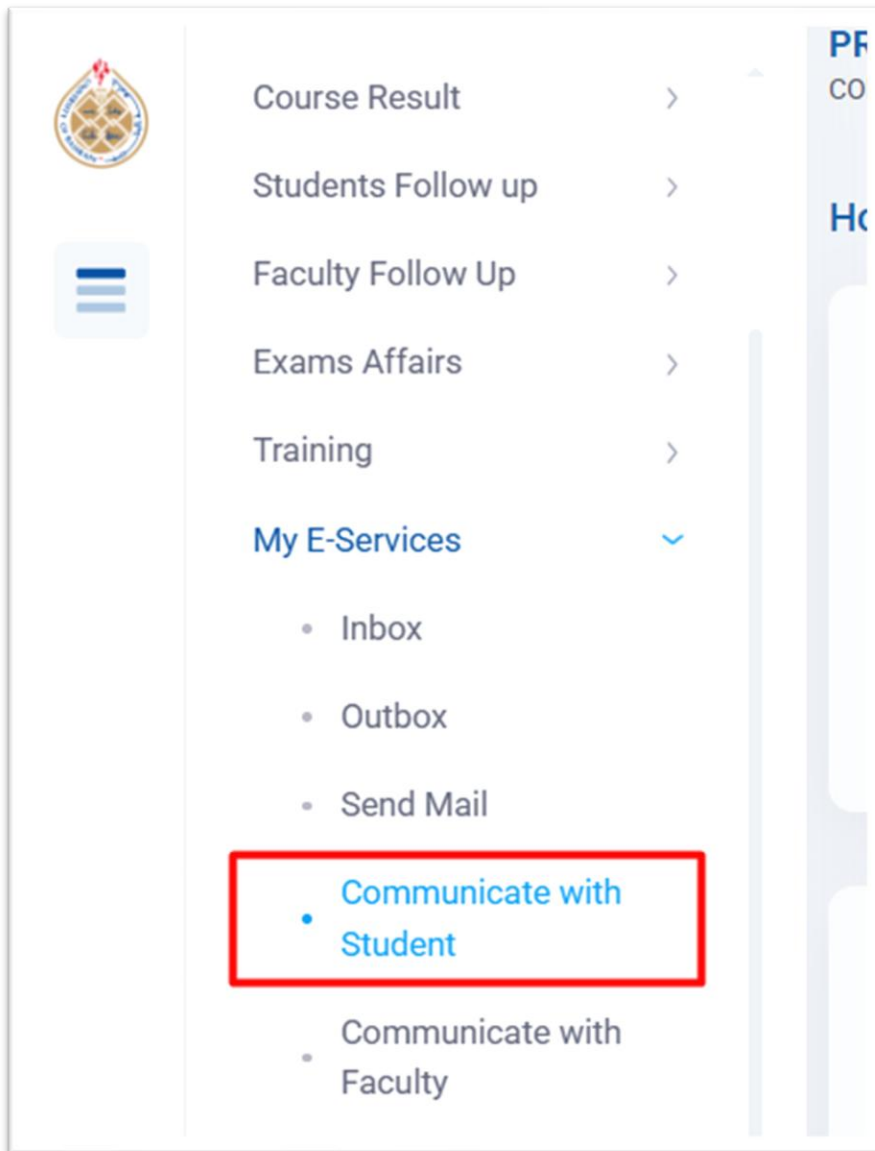 PR
CO
Course Result
Students Follow up
Ho
Faculty Follow Up
Exams Affairs
Training
My E-Services
Inbox
Outbox
Send Mail
Communicate with
Student
Communicate with
Faculty